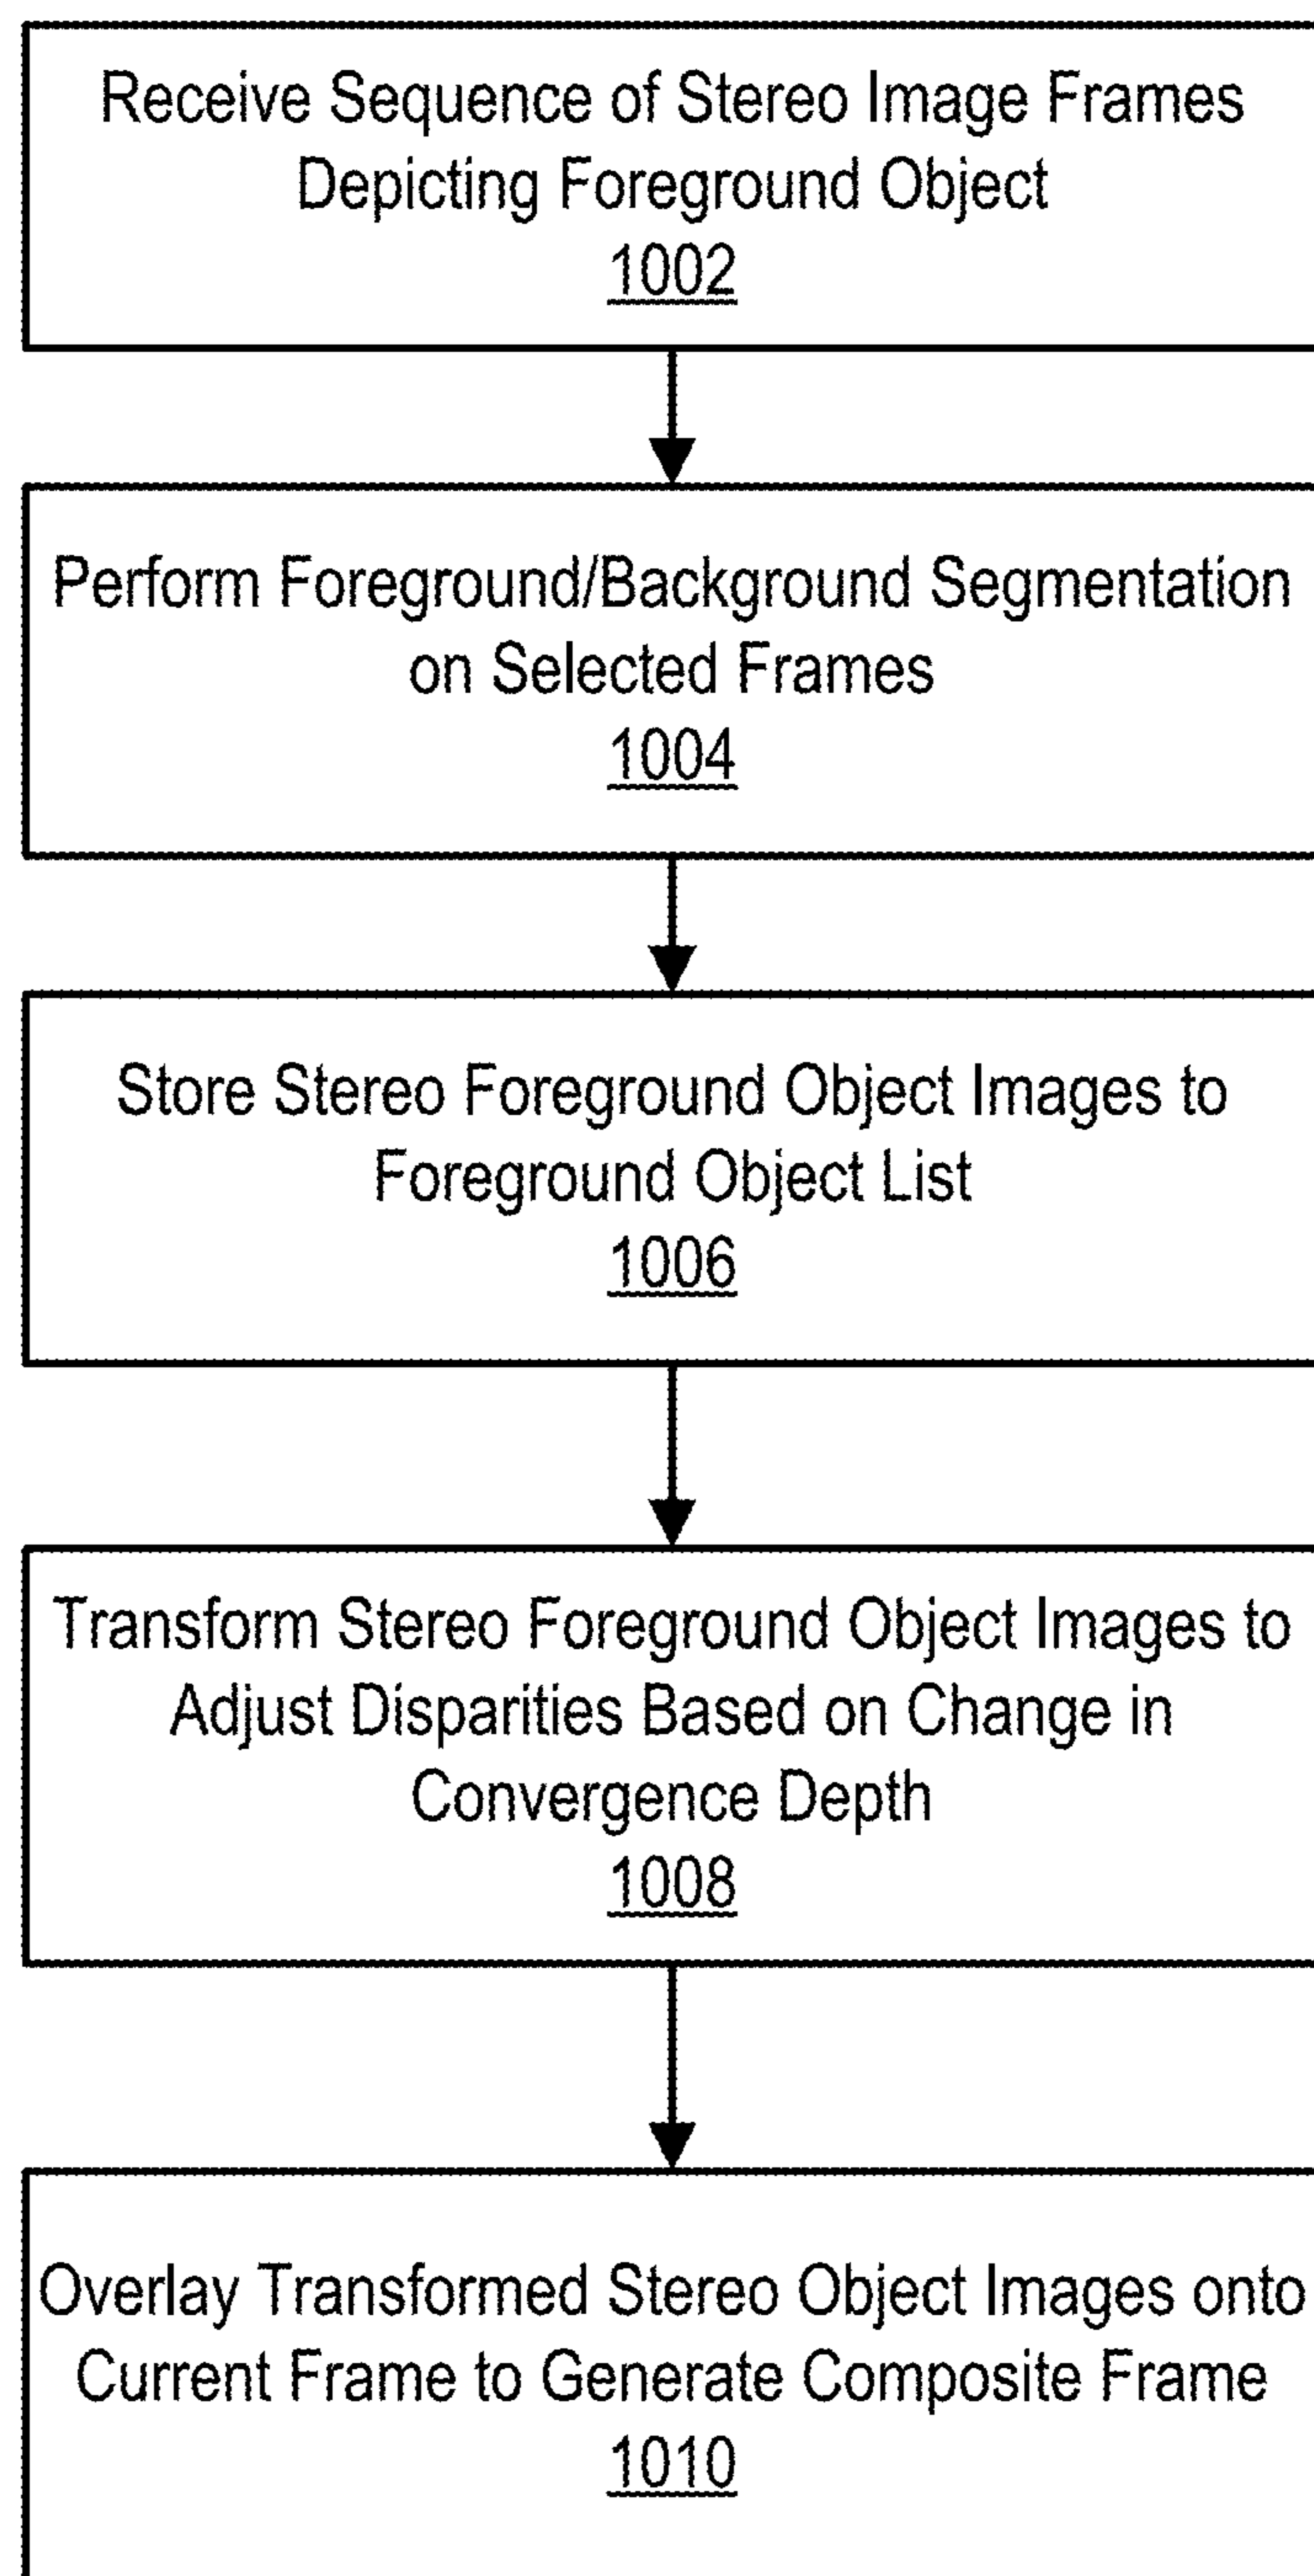 Receive Sequence of Stereo Image Frames
Depicting Foreground Object
1002
Perform Foreground/Background Segmentation
on Selected Frames
1004
Store Stereo Foreground Object Images to
Foreground Object List
1006
Transform Stereo Foreground Object Images to
Adjust Disparities Based on Change in
Convergence Depth
1008
Overlay Transformed Stereo Object Images onto
Current Frame to Generate Composite Frame
1010